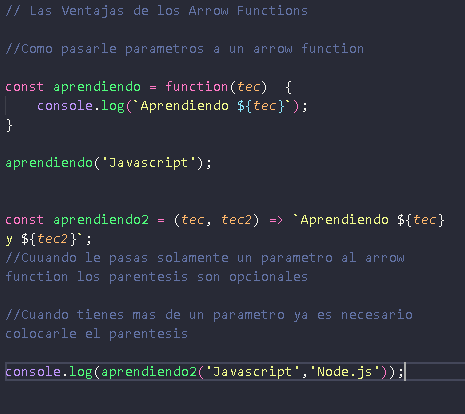 // Las Ventajas de los Arrow Functions
//Como pasarle parametros a un arrow function
const aprendiendo = function(tec)  {
    console.log(`Aprendiendo ${tec}`);
}
aprendiendo('Javascript');
const aprendiendo2 = (tec, tec2) => `Aprendiendo ${tec}
y ${tec2}`;
//Cuuando le pasas solamente un parametro al arrow
function los parentesis son opcionales
//Cuando tienes mas de un parametro ya es necesario
colocarle el parentesis
console.log(aprendiendo2('Javascript','Node.js'));